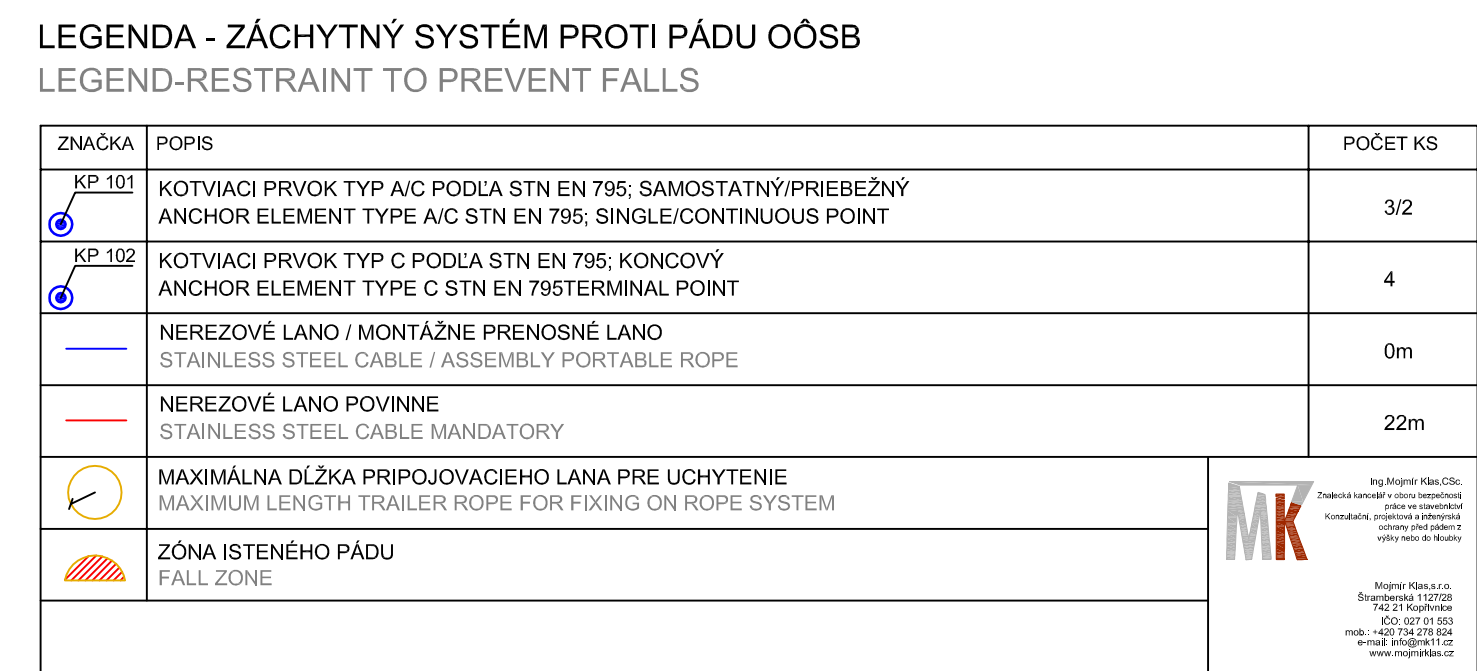 LEGENDA - ZÁCHYTNÝ SYSTÉM PROTI PÁDU OÔSB
LEGEND-RESTRAINT TO PREVENT FALLS
ZNAČKA POPIS POČET KS
KP 101
KOTVIACI PRVOK TYP A/C PODĽA STN EN 795; SAMOSTATNÝ/PRIEBEŽNÝ
ANCHOR ELEMENT TYPE A/C STN EN 795; SINGLE/CONTINUOUS POINT
3/2
KP 102
KOTVIACI PRVOK TYP C PODĽA STN EN 795; KONCOVÝ
ANCHOR ELEMENT TYPE C STN EN 795TERMINAL POINT
4
NEREZOVÉ LANO / MONTÁŽNE PRENOSNÉ LANO
STAINLESS STEEL CABLE / ASSEMBLY PORTABLE ROPE
0m
NEREZOVÉ LANO POVINNE
STAINLESS STEEL CABLE MANDATORY
22m
MAXIMÁLNA DĹŽKA PRIPOJOVACIEHO LANA PRE UCHYTENIE
MAXIMUM LENGTH TRAILER ROPE FOR FIXING ON ROPE SYSTEM
ZÓNA ISTENÉHO PÁDU
FALL ZONE
MK
Ing.Mojmír Klas,CSc.
Znalecká kancelář v oboru bezpečnosti
práce ve stavebnictví
Konzultační, projektová a inženýrská
ochrany před pádem z
výšky nebo do hloubky
Mojmír Klas,s.r.o.
Štramberská 1127/28
742 21 Kopřivnice
IČO: 027 01 553
mob.: +420 734 278 824
e-mail: info@mk11.cz
www.mojmirklas.cz